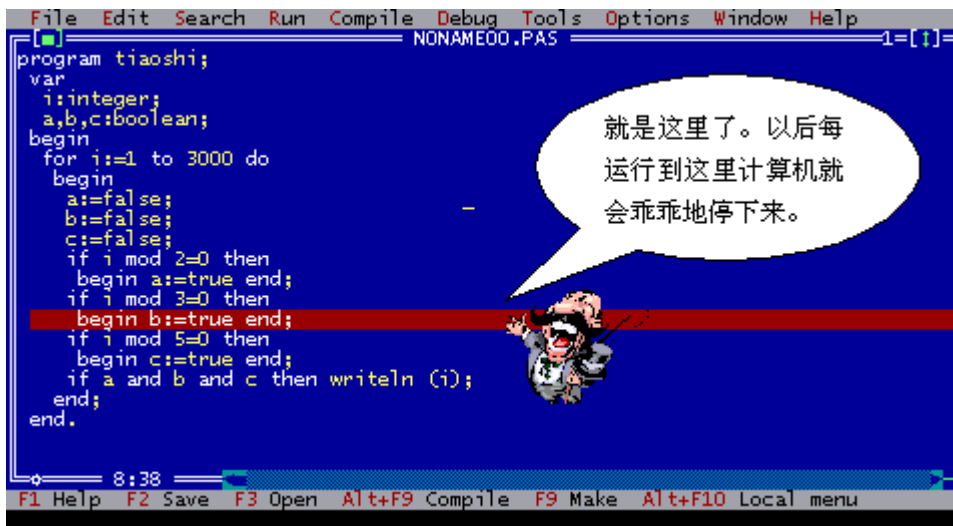 File Edit Search Run Compile Debug Tools Options Window Help
[■] NONAME00.PAS 1=[↕]
program tiaoshi;
var
i:integer;
a,b,c:boolean;
begin
for i:=1 to 3000 do
begin
a:=false;
b:=false;
c:=false;
if i mod 2=0 then
begin a:=true end;
if i mod 3=0 then
begin b:=true end;
if i mod 5=0 then
begin c:=true end;
if a and b and c then writeln (i);
end;
end.
就是这里了。以后每
运行到这里计算机就
会乖乖地停下来。
8:38
F1 Help F2 Save F3 Open Alt+F9 Compile F9 Make Alt+F10 Local menu